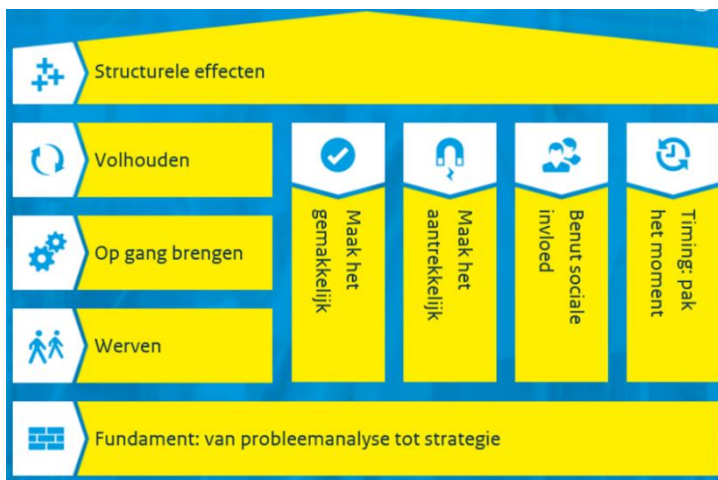 Structurele effecten
Volhouden
Op gang brengen
Werven
Maak het
gemakkelijk
Maak het
aantrekkelijk
Benut sociale
invloed
Timing: pak
het moment
Fundament: van probleemanalyse tot strategie